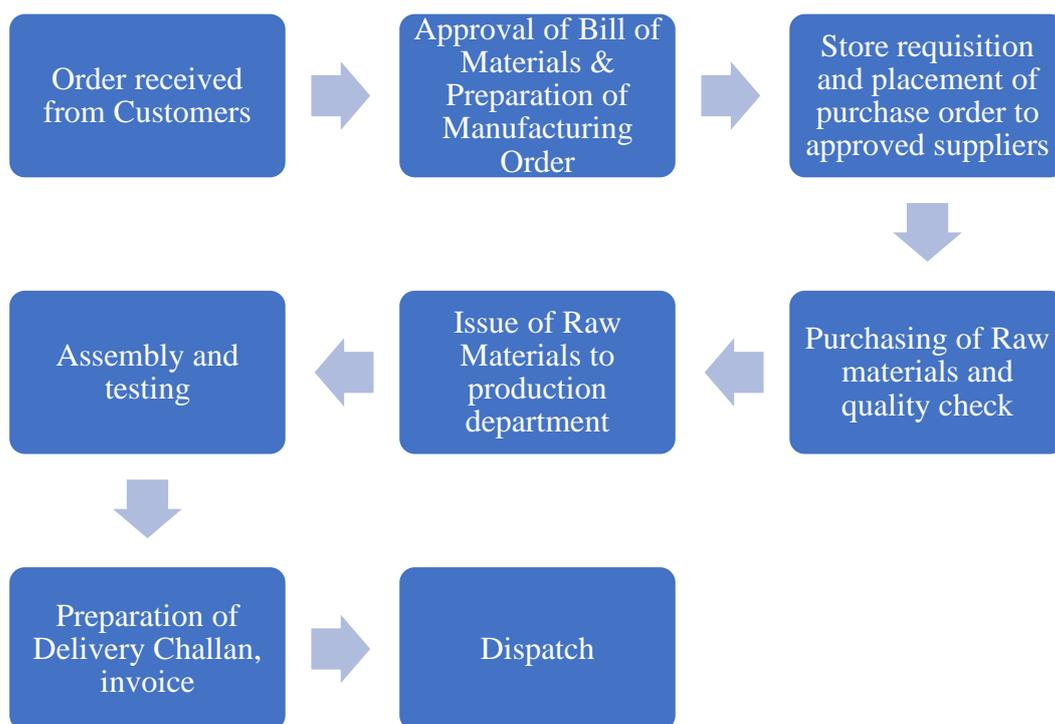 Order received
from Customers
Approval of Bill of
Materials &
Preparation of
Manufacturing
Order
Store requisition
and placement of
purchase order to
approved suppliers
Purchasing of Raw
materials and
quality check
Issue of Raw
Materials to
production
department
Assembly and
testing
Preparation of
Delivery Challan,
invoice
Dispatch